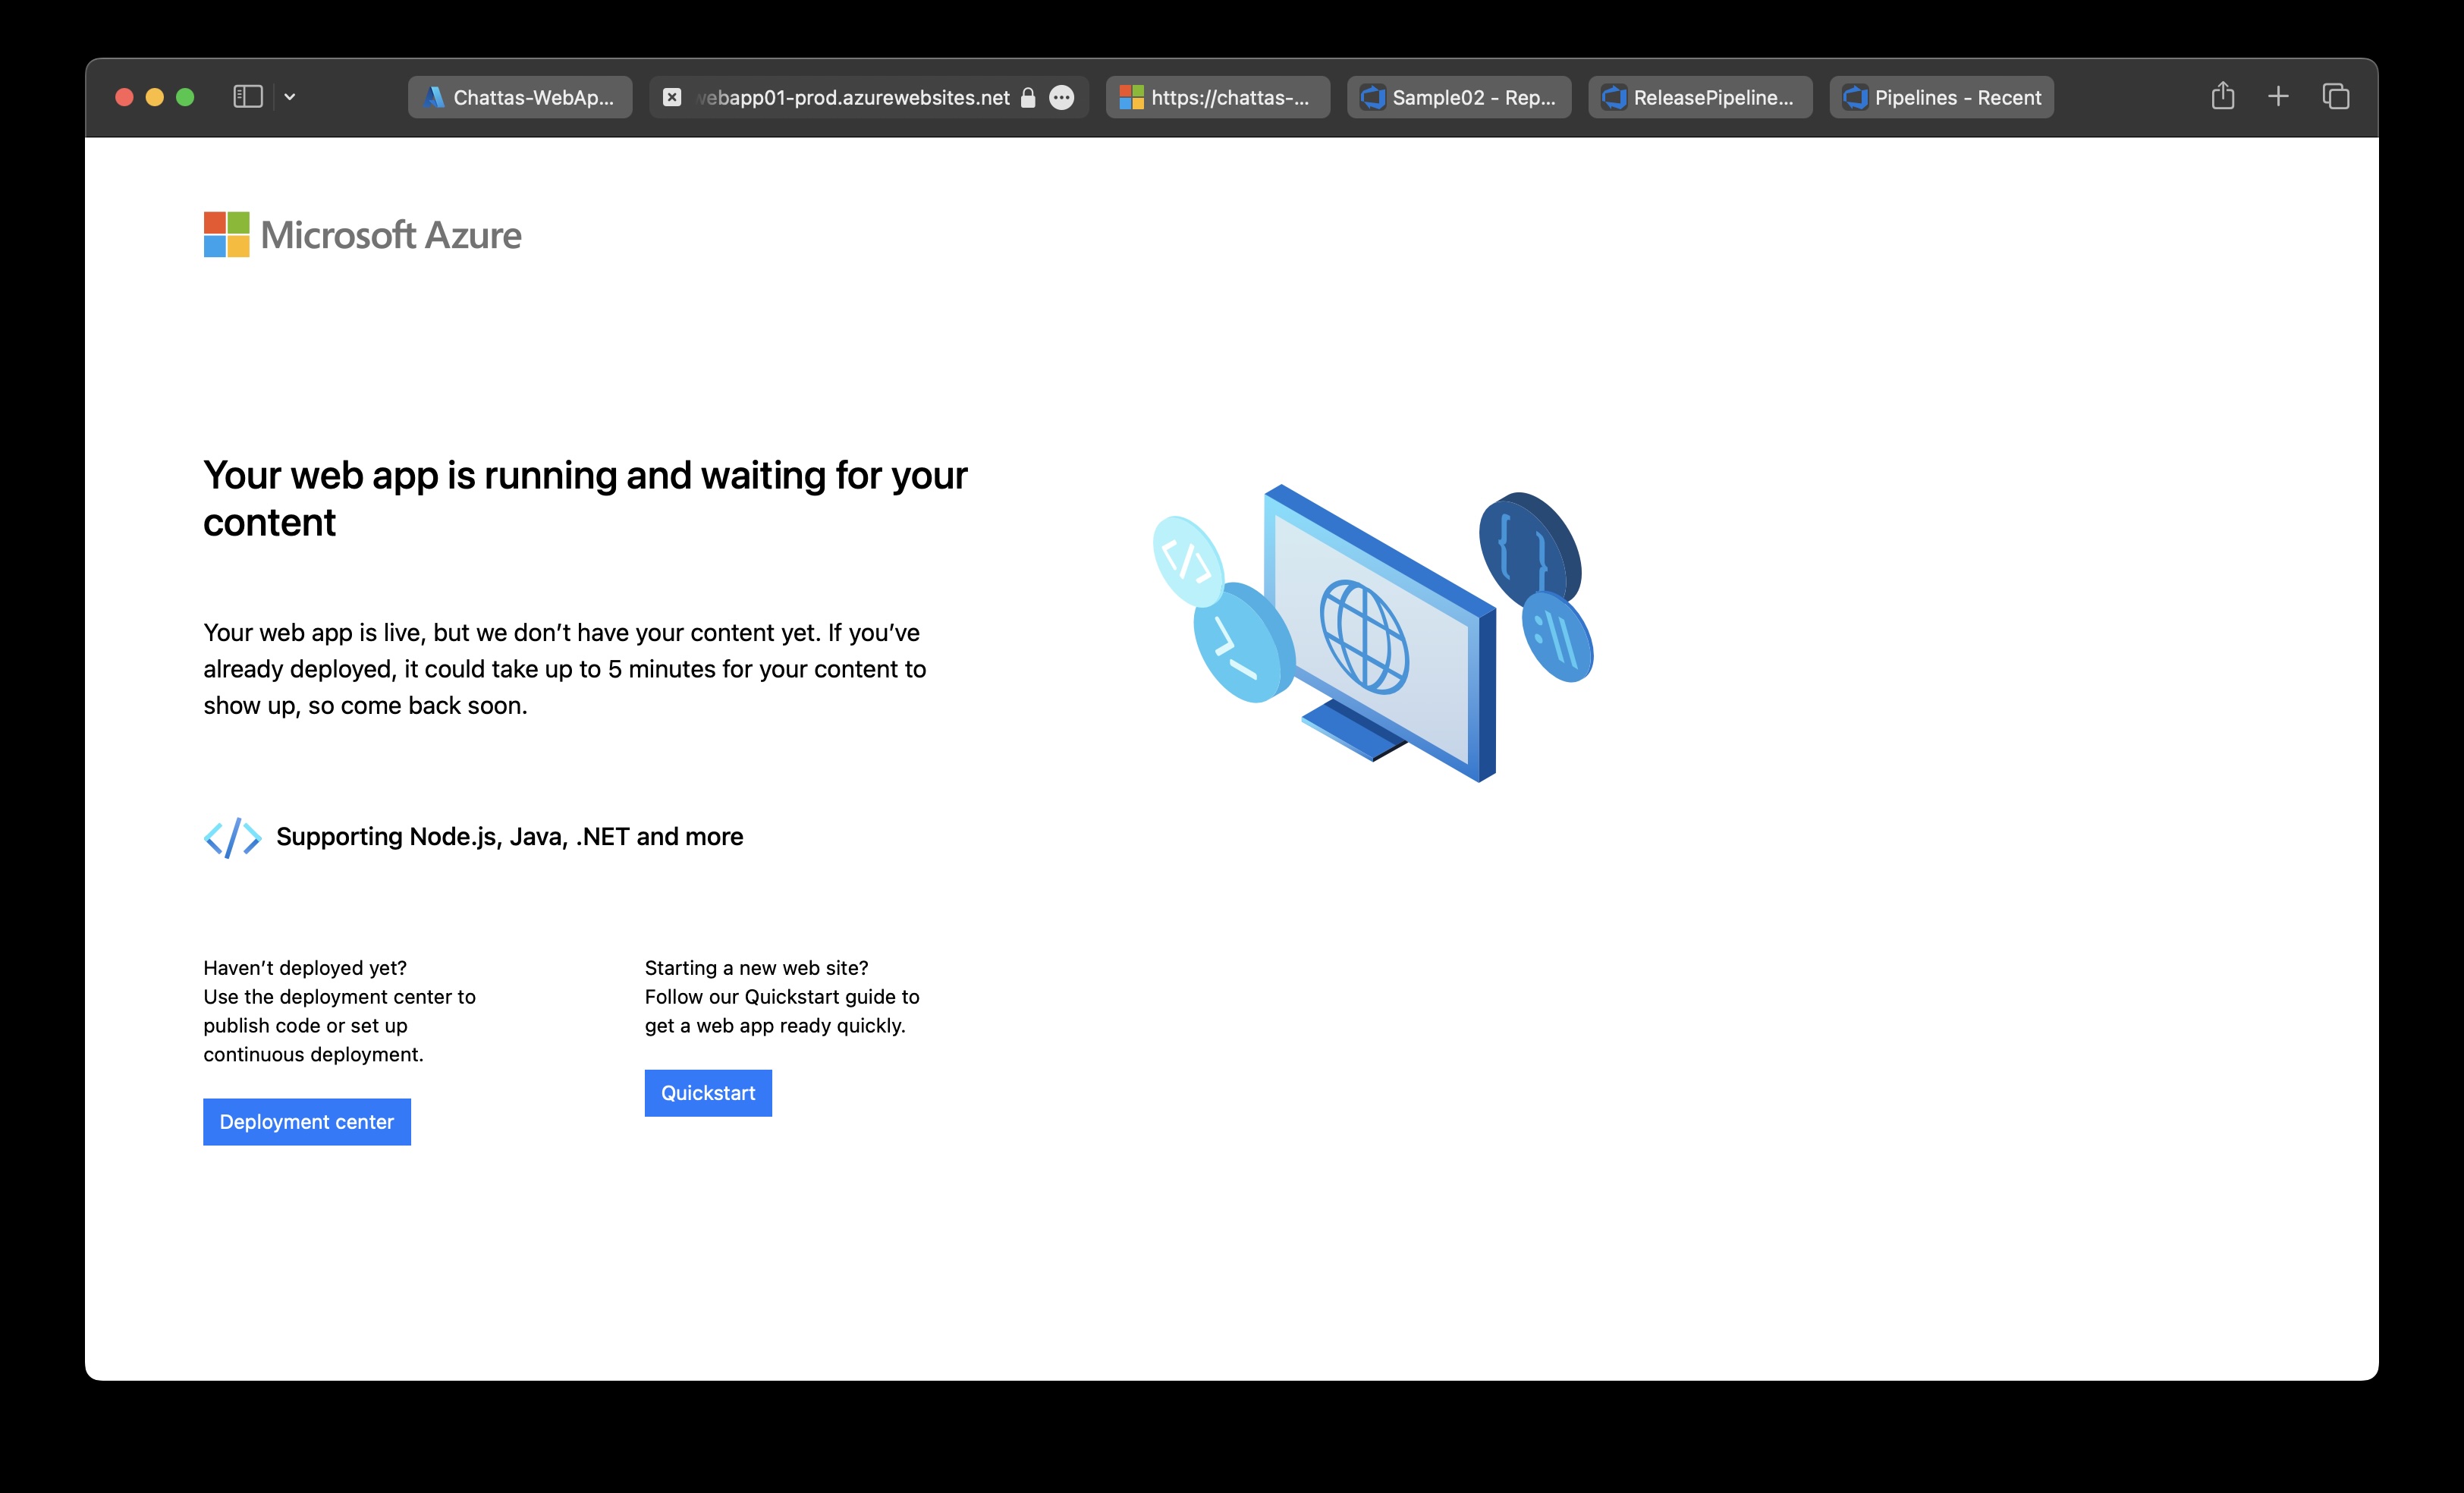 Chattas-WebAp...
ebapp01-prod.azurewebsites.net
https://chattas-...
Sample02 - Rep...
ReleasePipeline...
Pipelines - Recent
Microsoft Azure
Your web app is running and waiting for your
content
Your web app is live, but we don’t have your content yet. If you’ve
already deployed, it could take up to 5 minutes for your content to
show up, so come back soon.
</> Supporting Node.js, Java, .NET and more
Haven’t deployed yet?
Use the deployment center to
publish code or set up
continuous deployment.
Deployment center
Starting a new web site?
Follow our Quickstart guide to
get a web app ready quickly.
Quickstart